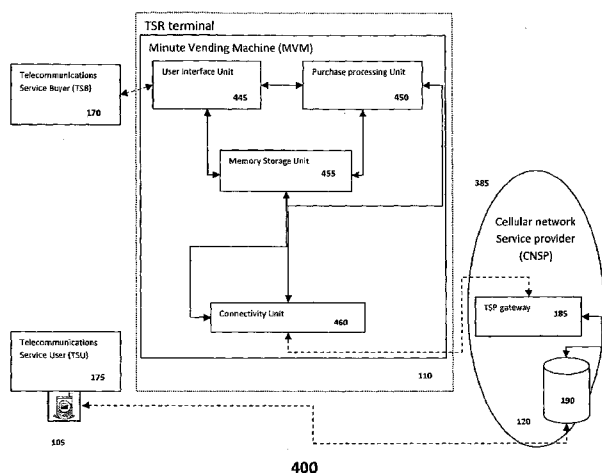 TSR terminal
Minute Vending Machine (MVM)
Telecommunications
Service Buyer (TSB)
170
User Interface Unit
445
Purchase processing Unit
450
Memory Storage Unit
455
385
Cellular network
Service provider
(CNSP)
Connectivity Unit
460
TSP gateway
185
Telecommunications
Service User (TSU)
175
110
190
120
105
400